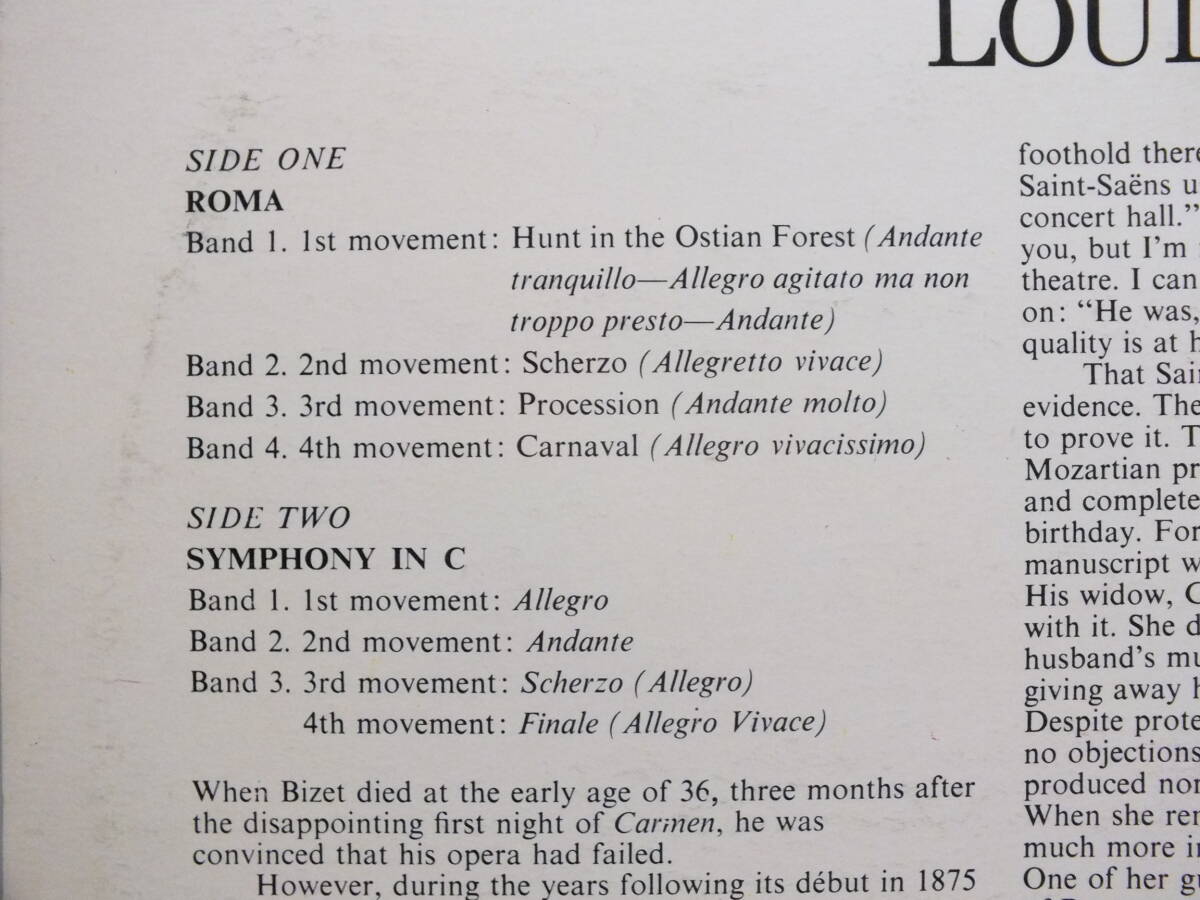 LOU
SIDE ONE
ROMA
Band 1. 1st movement: Hunt in the Ostian Forest (Andante
tranquillo—Allegro agitato ma non
troppo presto—Andante)
Band 2. 2nd movement: Scherzo (Allegretto vivace)
Band 3. 3rd movement: Procession (Andante molto)
Band 4. 4th movement: Carnaval (Allegro vivacissimo)
SIDE TWO
SYMPHONY IN C
Band 1. 1st movement: Allegro
Band 2. 2nd movement: Andante
Band 3. 3rd movement: Scherzo (Allegro)
4th movement: Finale (Allegro Vivace)
When Bizet died at the early age of 36, three months after
the disappointing first night of Carmen, he was
convinced that his opera had failed.
However, during the years following its début in 1875
foothold there
Saint-Saëns u
concert hall."
you, but I'm
theatre. I can
on: "He was,
quality is at h
That Sai
evidence. The
to prove it. T
Mozartian pr
and complete
birthday. For
manuscript w
His widow, G
with it. She d
husband's mu
giving away h
Despite prote
no objections
produced non
When she ren
much more in
One of her gu